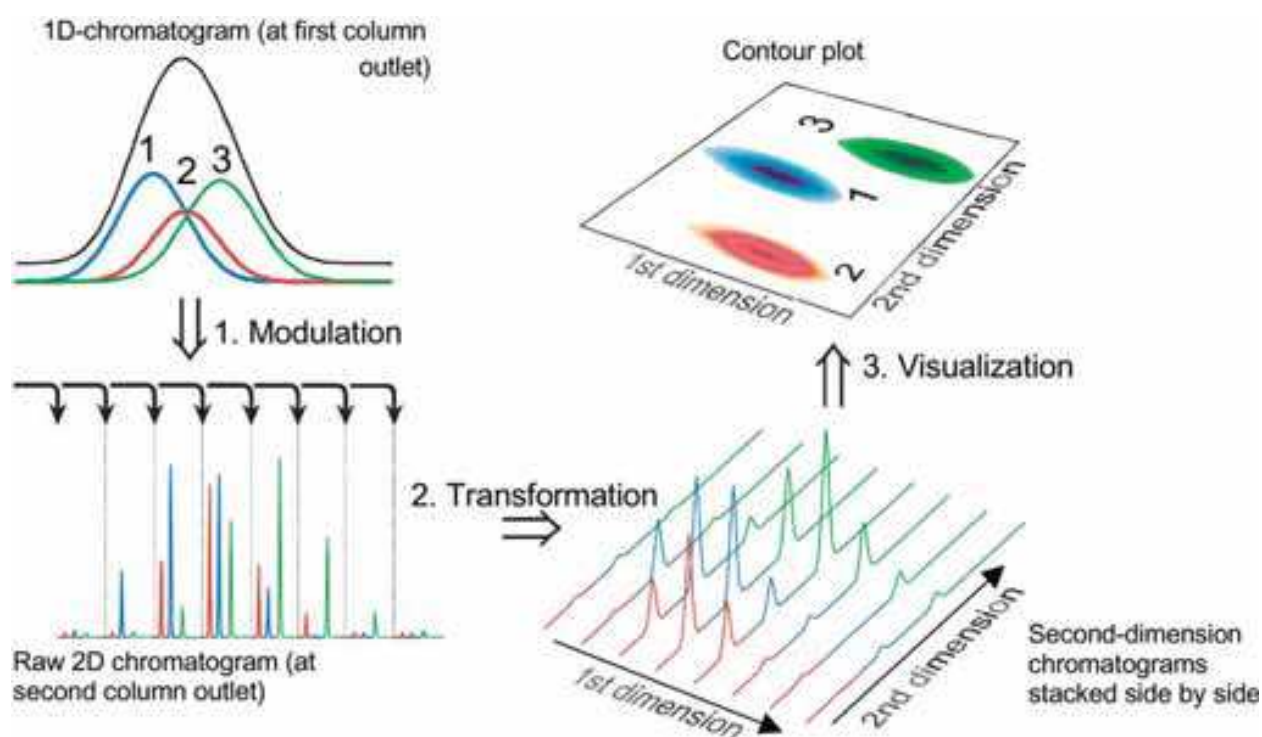 1D-chromatogram (at first column
outlet)
1
2
3
1. Modulation
Raw 2D chromatogram (at
second column outlet)
2. Transformation
1st dimension
2nd dimension
Second-dimension
chromatograms
stacked side by side
3. Visualization
Contour plot
3
1
2
1st dimension
2nd dimension